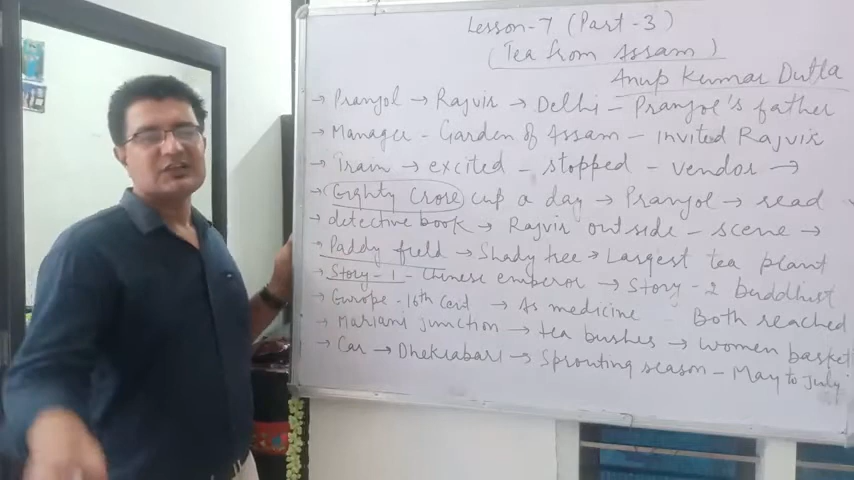 Lesson-7 (Part-3)
(Tea from Assam)
Anup Kumar Dutta
→ Pranjol → Rajvir → Delhi - Pranjol's father
→ Manager - Garden of Assam - invited Rajvir
→ Train → excited - stopped - vendor →
→ Eighty Crore cup a day → Pranjol → read
→ detective book → Rajvir outside - scene →
→ Paddy field → Shady tree → Largest tea plant
→ Story-1 - Chinese emperor → Story-2 buddhist
→ Europe - 16th Cent → As medicine - Both reached
→ Mariani junction → tea bushes → women basket
→ Car → Dhekiabari → Sprouting season - May to July